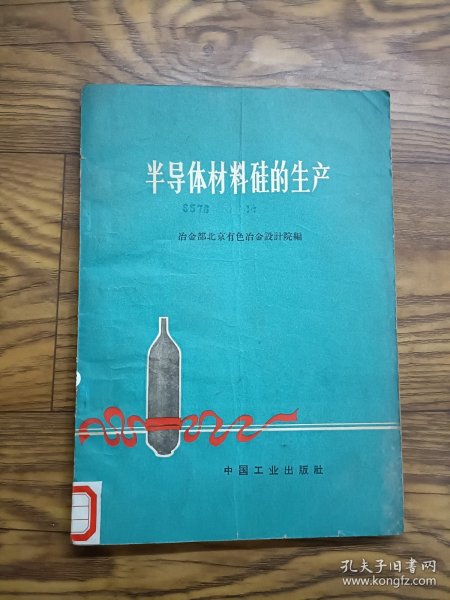 半导体材料硅的生产
冶金部北京有色冶金設計院編
中国工业出版社
孔夫子旧书网
www.kongfz.com